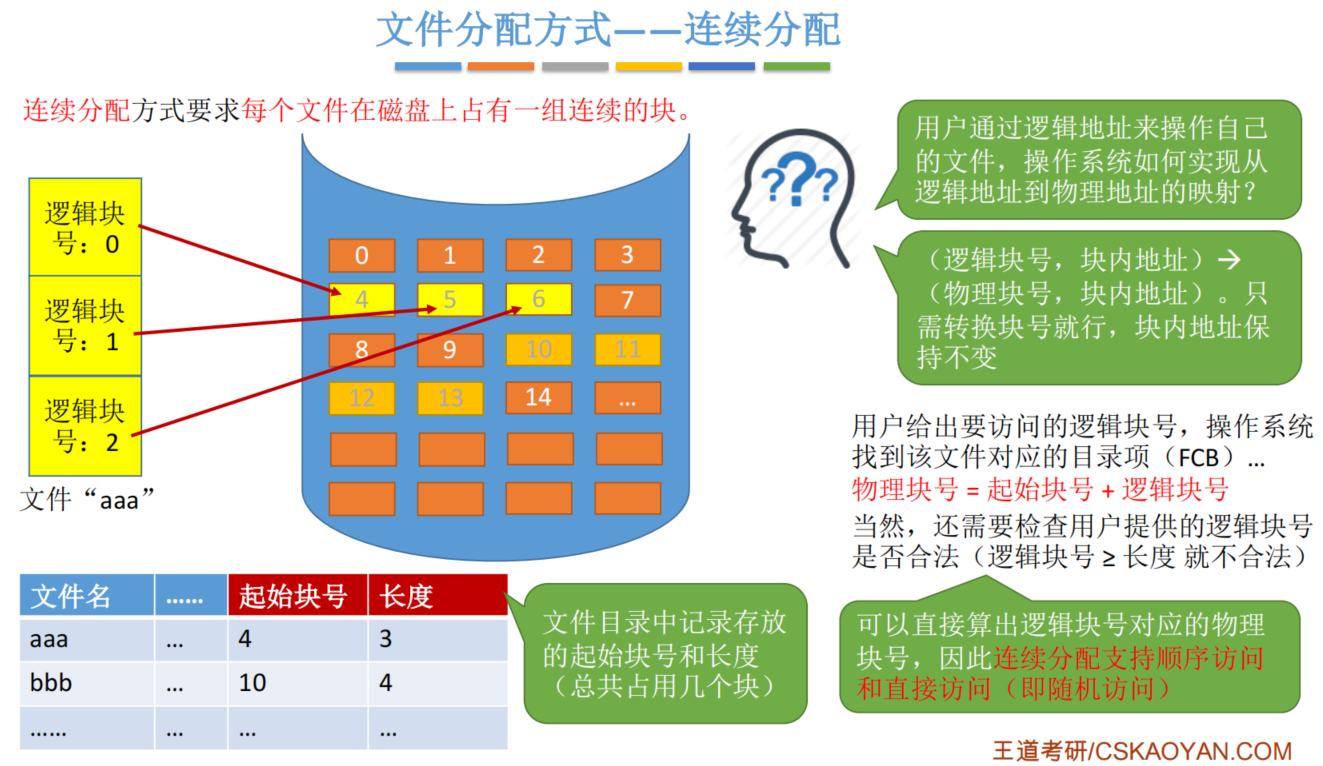 文件分配方式——连续分配
连续分配方式要求每个文件在磁盘上占有一组连续的块。
逻辑块
号：0
逻辑块
号：1
逻辑块
号：2
文件“aaa”
0 1 2 3
4 5 6 7
8 9 10 11
12 13 14 …
???
用户通过逻辑地址来操作自己
的文件，操作系统如何实现从
逻辑地址到物理地址的映射？
（逻辑块号，块内地址）→
（物理块号，块内地址）。只
需转换块号就行，块内地址保
持不变
用户给出要访问的逻辑块号，操作系统
找到该文件对应的目录项（FCB）…
物理块号 = 起始块号 + 逻辑块号
当然，还需要检查用户提供的逻辑块号
是否合法（逻辑块号 ≥ 长度 就不合法）
可以直接算出逻辑块号对应的物理
块号，因此连续分配支持顺序访问
和直接访问（即随机访问）
文件名 …… 起始块号 长度
aaa … 4 3
bbb … 10 4
…… … … …
文件目录中记录存放
的起始块号和长度
（总共占用几个块）
王道考研/CSKAOYAN.COM